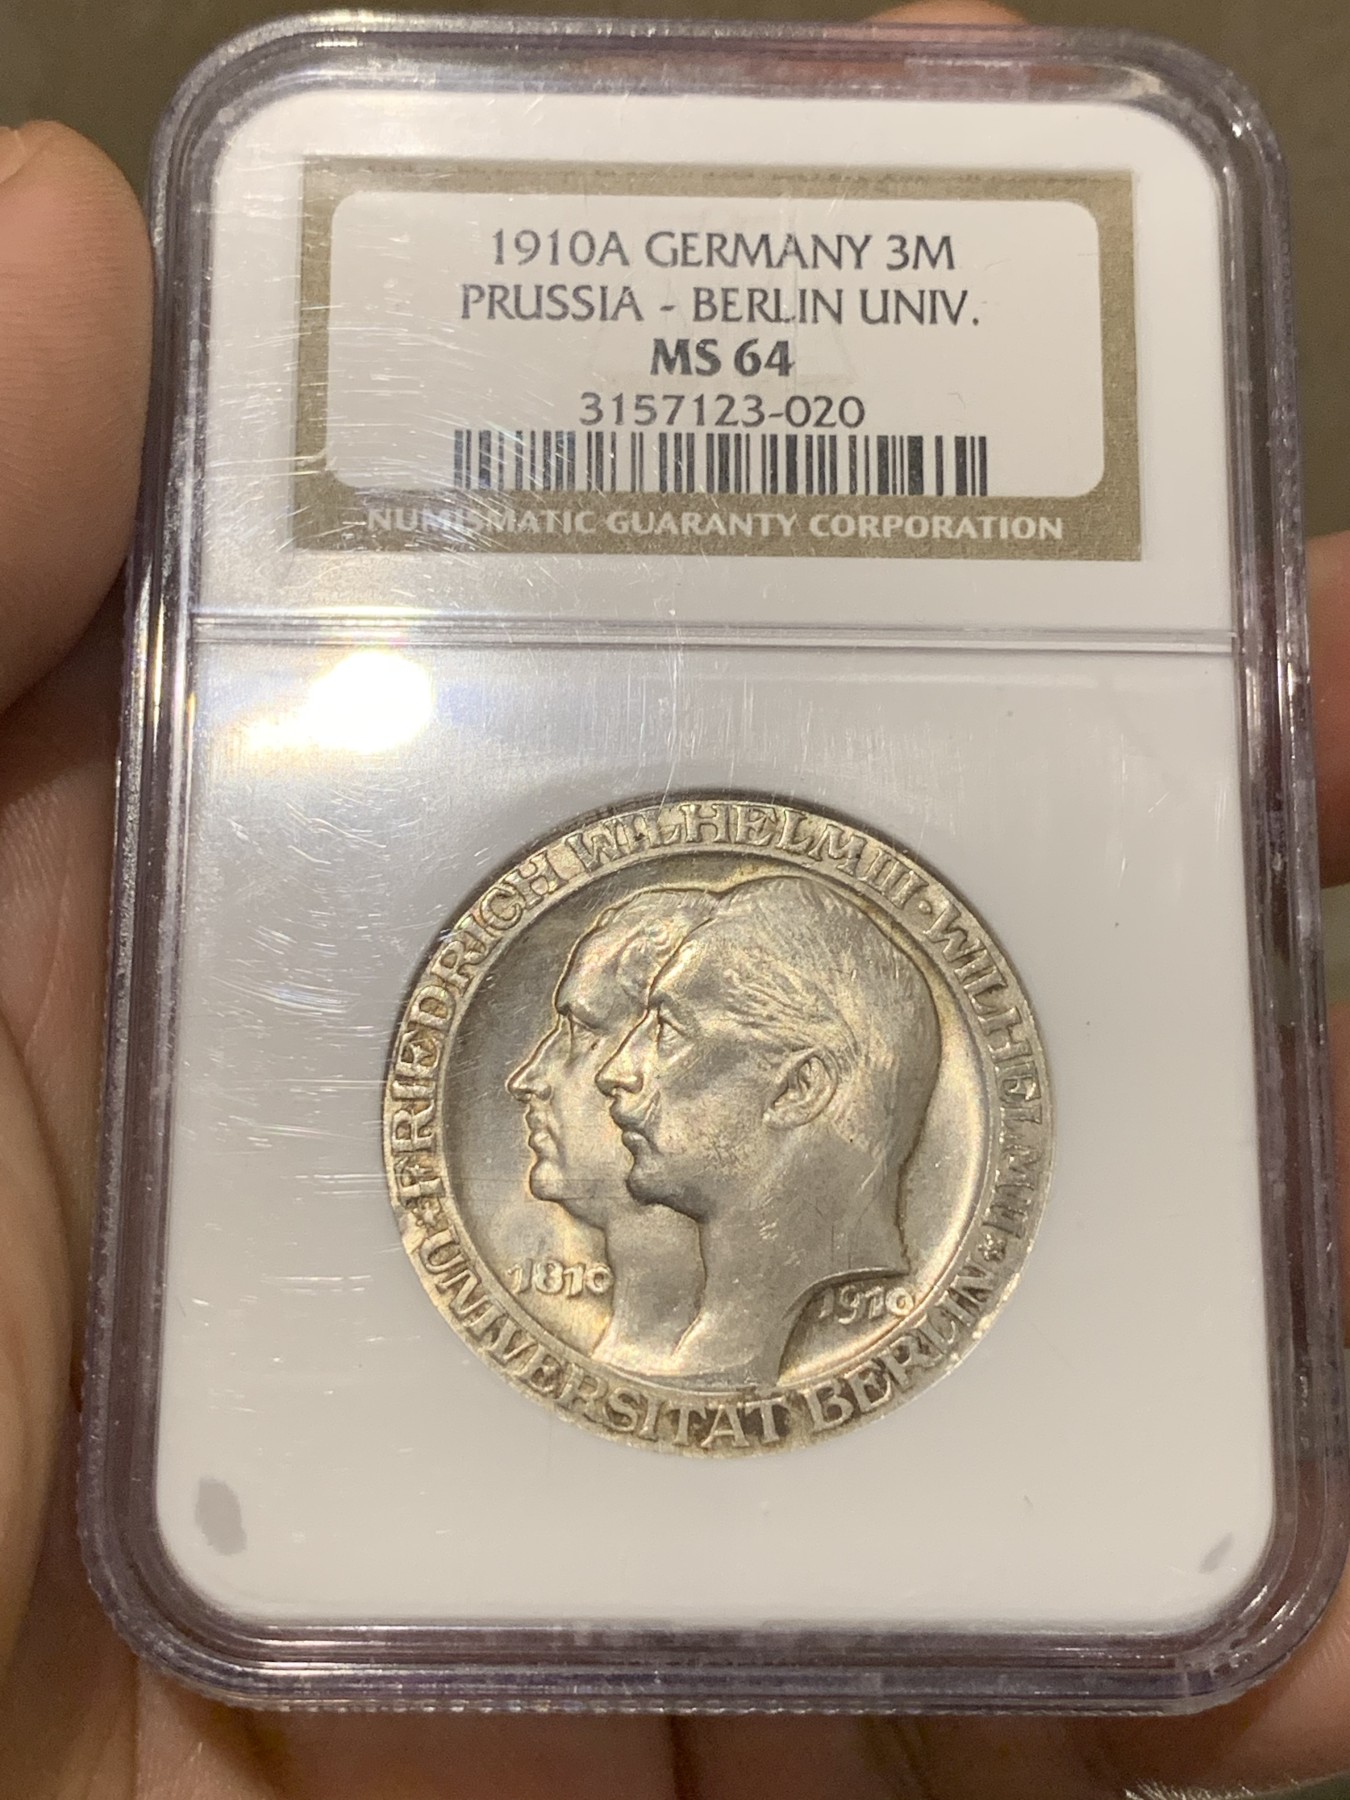 1910A GERMANY 3M
PRUSSIA - BERLIN UNIV.
MS 64
3157123-020
NUMISMATIC GUARANTY CORPORATION
FRIEDRICH WILHELM III · WILHELM II
1810
1910
* UNIVERSITÄT BERLIN *